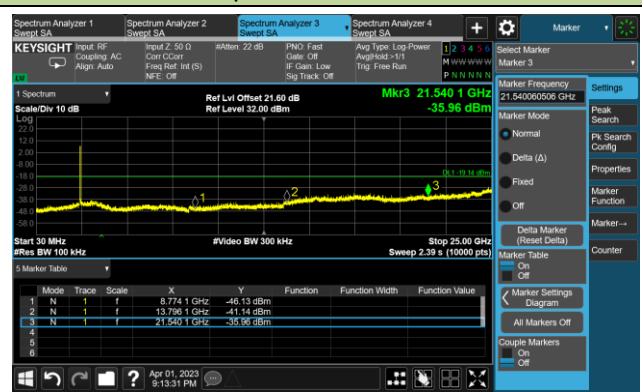 Spectrum Analyzer 1
Swept SA
Spectrum Analyzer 2
Swept SA
Spectrum Analyzer 3
Swept SA
Spectrum Analyzer 4
Swept SA
Marker
KEYSIGHT
Input: RF
Coupling: AC
Align: Auto
Input Z: 50 Ω
Corr CCorr
Freq Ref: Int (S)
NFE: Off
#Atten: 22 dB
PNO: Fast
Gate: Off
IF Gain: Low
Sig Track: Off
Avg Type: Log-Power
Avg|Hold:>1/1
Trig: Free Run
1 2 3 4 5 6
M W W W W W
P N N N N N
LXI
1 Spectrum
Scale/Div 10 dB
Ref Lvl Offset 21.60 dB
Ref Level 32.00 dBm
Mkr3 21.540 1 GHz
-35.96 dBm
Log
22.0
12.0
2.00
-8.00
-18.0
-28.0
-38.0
-48.0
-58.0
DL1 -19.14 dBm
1
2
3
Start 30 MHz
#Res BW 100 kHz
#Video BW 300 kHz
Stop 25.00 GHz
Sweep 2.39 s (10000 pts)
5 Marker Table
Mode Trace Scale X Y Function Function Width Function Value
1 N 1 f 8.774 1 GHz -46.13 dBm
2 N 1 f 13.796 1 GHz -41.14 dBm
3 N 1 f 21.540 1 GHz -35.96 dBm
4
5
6
Apr 01, 2023
9:13:31 PM
Select Marker
Marker 3
Marker Frequency
21.540060506 GHz
Marker Mode
Normal
Delta (Δ)
Fixed
Off
Delta Marker
(Reset Delta)
Marker Table
On
Off
Marker Settings
Diagram
All Markers Off
Couple Markers
On
Off
Settings
Peak
Search
Pk Search
Config
Properties
Marker
Function
Marker→
Counter